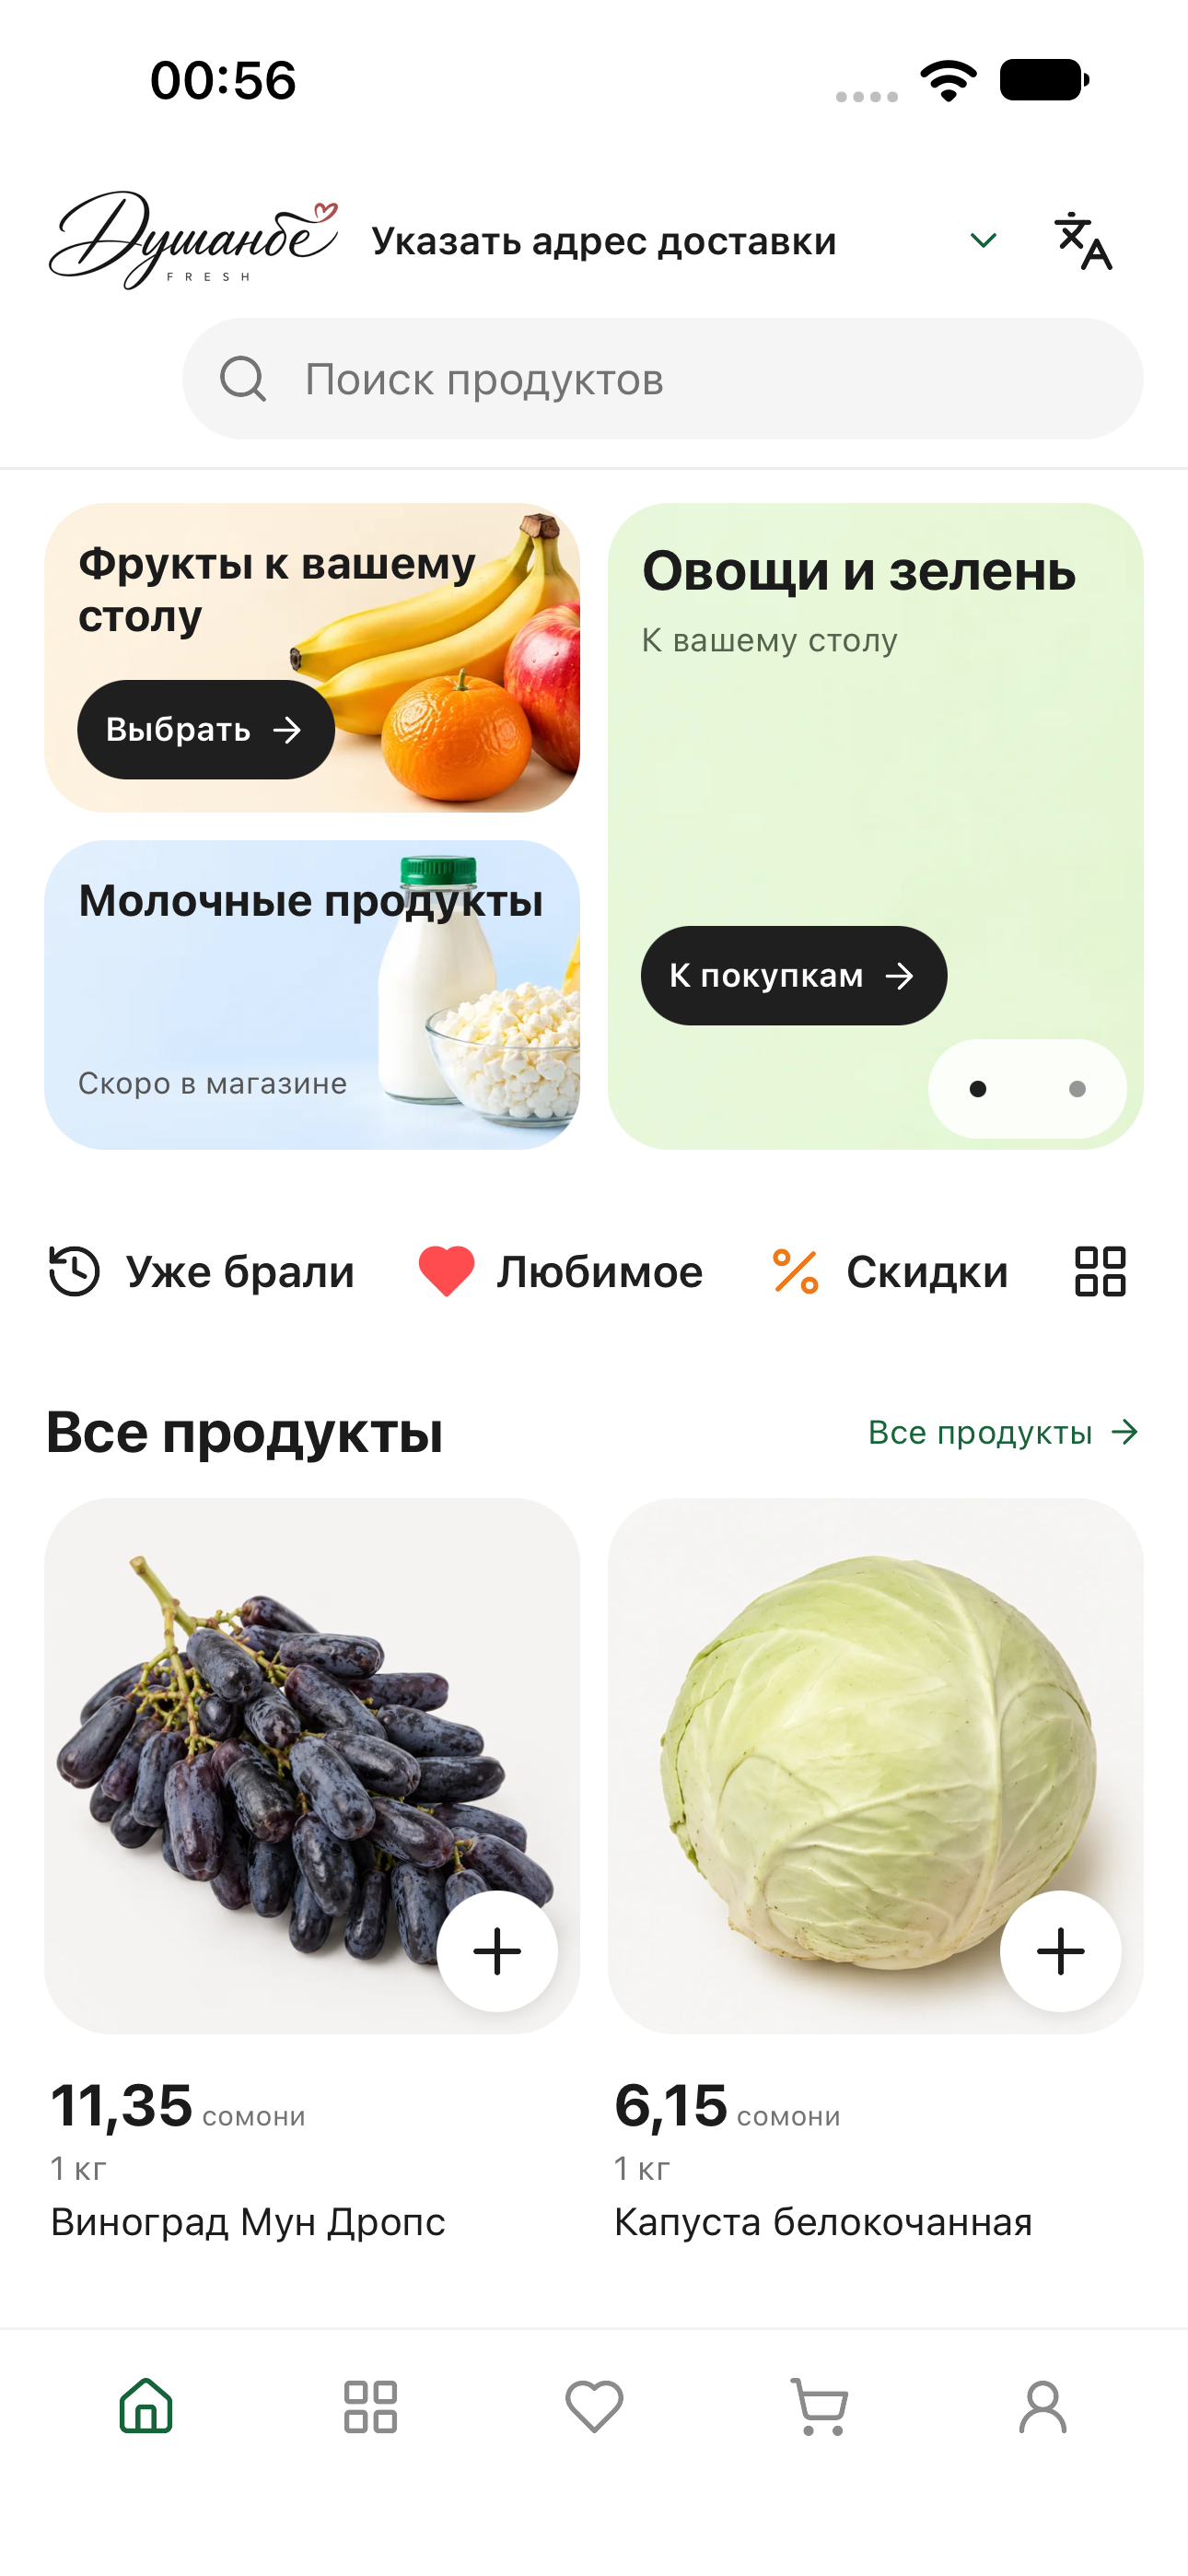 00:56
Душанбе
FRESH
Указать адрес доставки
Поиск продуктов
Фрукты к вашему
столу
Выбрать
Овощи и зелень
К вашему столу
К покупкам
Молочные продукты
Скоро в магазине
Уже брали
Любимое
Скидки
Все продукты
Все продукты
11,35 сомони
1 кг
Виноград Мун Дропс
6,15 сомони
1 кг
Капуста белокочанная